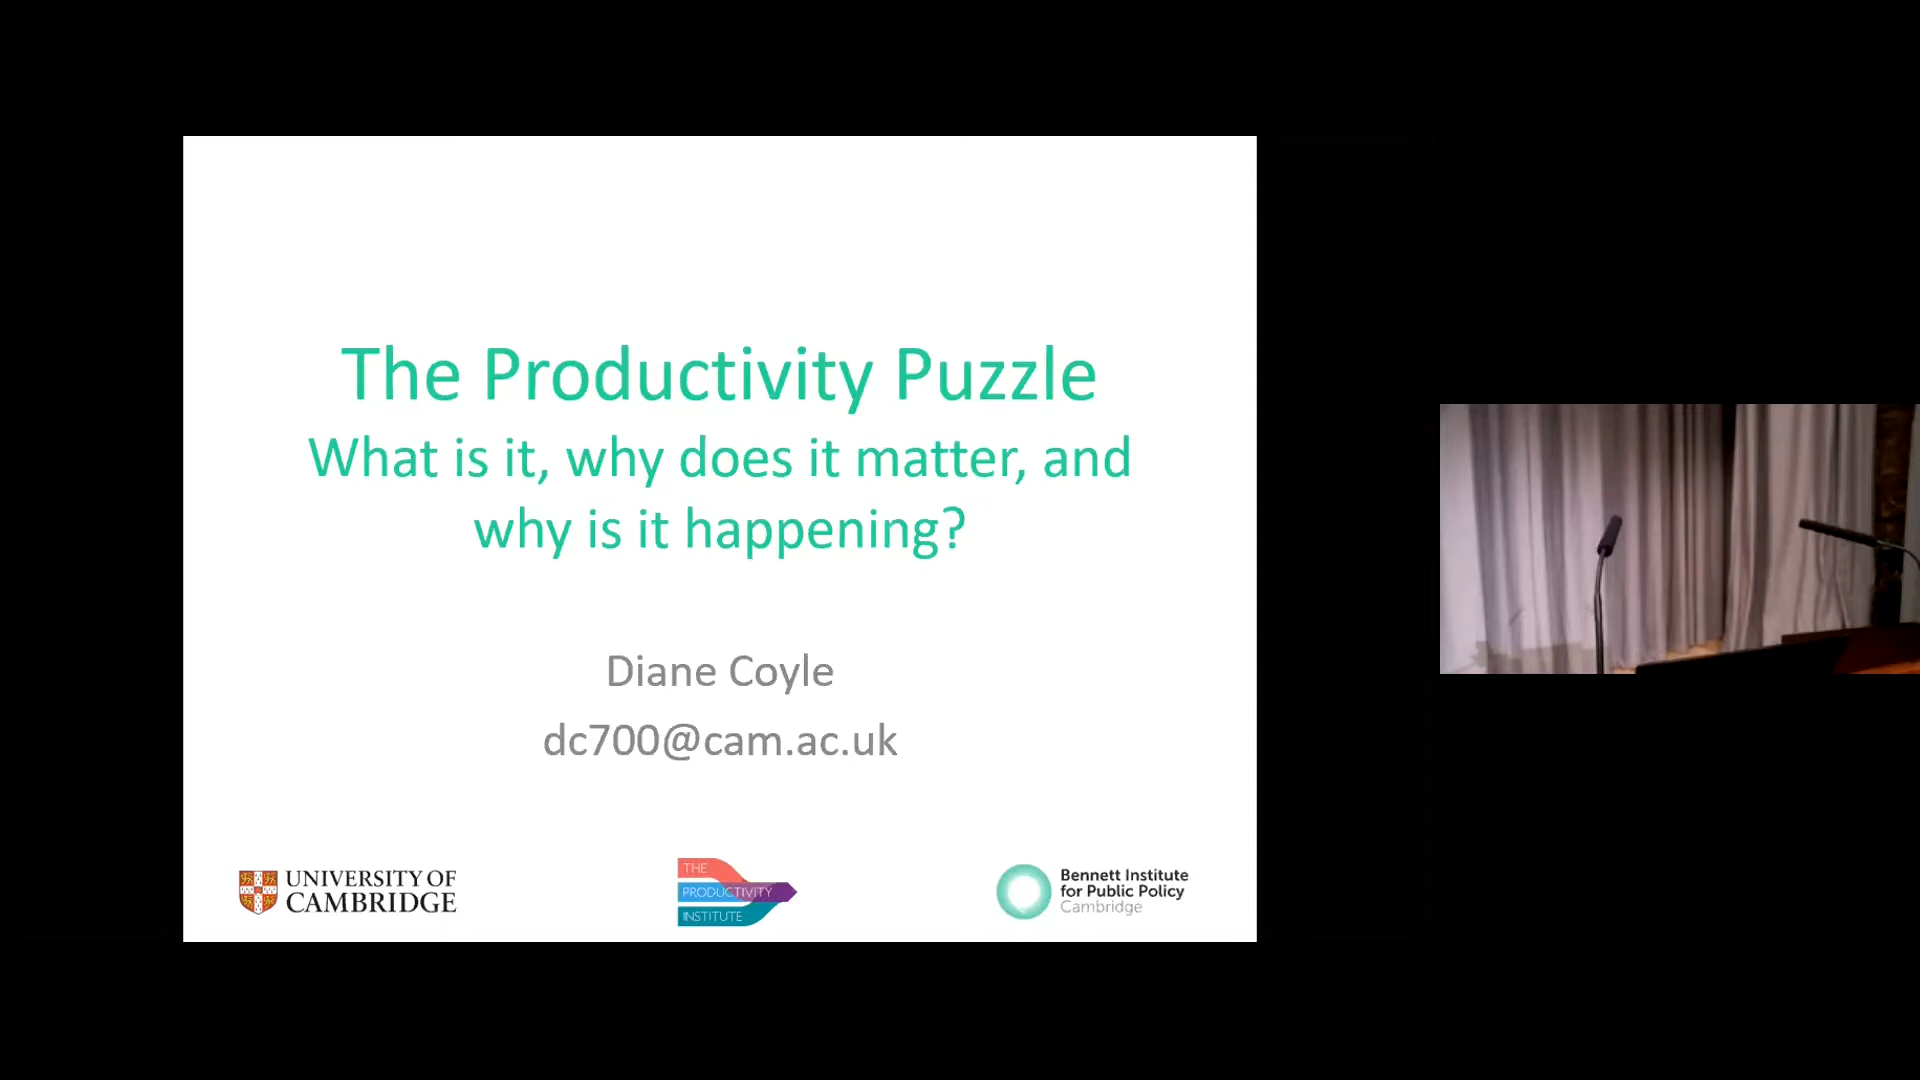 The Productivity Puzzle
What is it, why does it matter, and
why is it happening?
Diane Coyle
dc700@cam.ac.uk
UNIVERSITY OF
CAMBRIDGE
THE
PRODUCTIVITY
INSTITUTE
Bennett Institute
for Public Policy
Cambridge